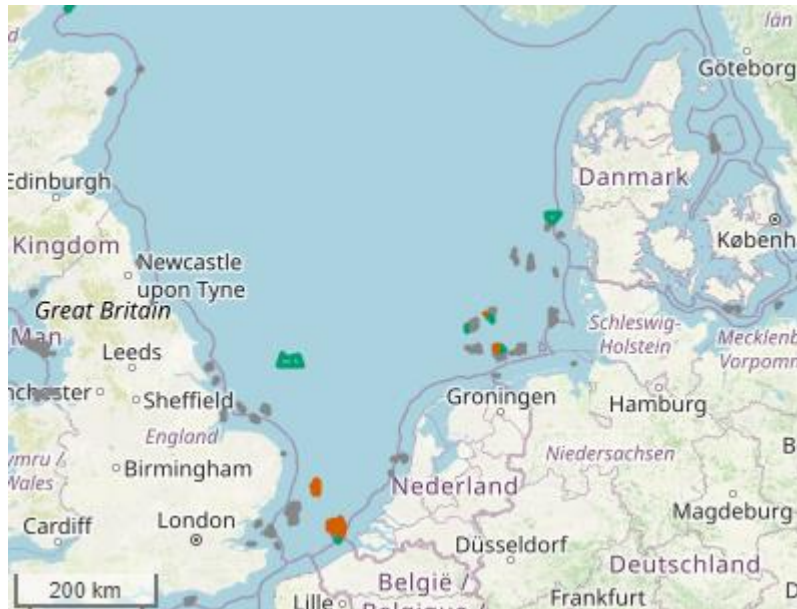 län
d
Göteborg
Edinburgh
Danmark
Kingdom
Københ
Newcastle
upon Tyne
Great Britain
Man
Schleswig-
Holstein
Mecklenb
Vorpomm
Leeds
nchester
Sheffield
Groningen
Hamburg
England
Niedersachsen
ymru /
Wales
Birmingham
B
Nederland
Magdeburg
Cardiff
London
Düsseldorf
Deutschland
200 km
België /
Lille
Belgique /
Frankfurt
D